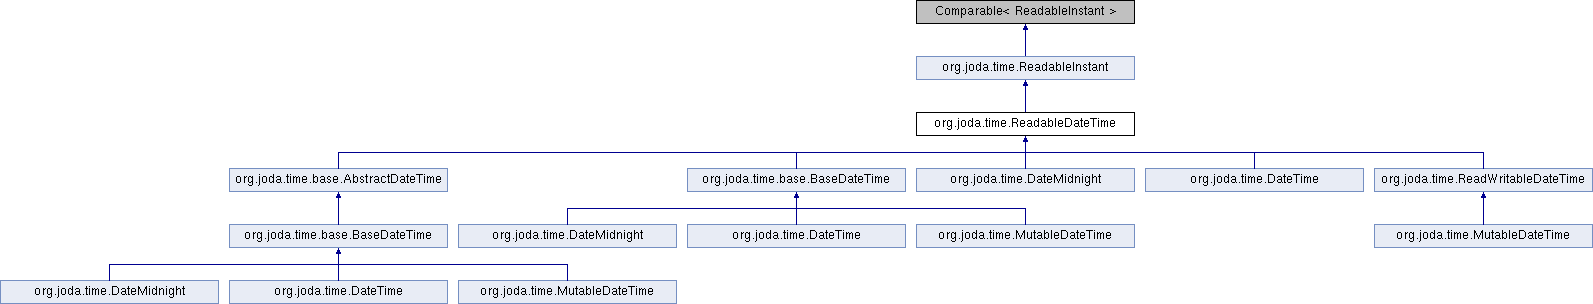 Comparable< ReadableInstant >
org.joda.time.ReadableInstant
org.joda.time.ReadableDateTime
org.joda.time.base.AbstractDateTime
org.joda.time.base.BaseDateTime
org.joda.time.DateMidnight
org.joda.time.DateTime
org.joda.time.ReadWritableDateTime
org.joda.time.base.BaseDateTime
org.joda.time.DateMidnight
org.joda.time.DateTime
org.joda.time.MutableDateTime
org.joda.time.MutableDateTime
org.joda.time.DateMidnight
org.joda.time.DateTime
org.joda.time.MutableDateTime